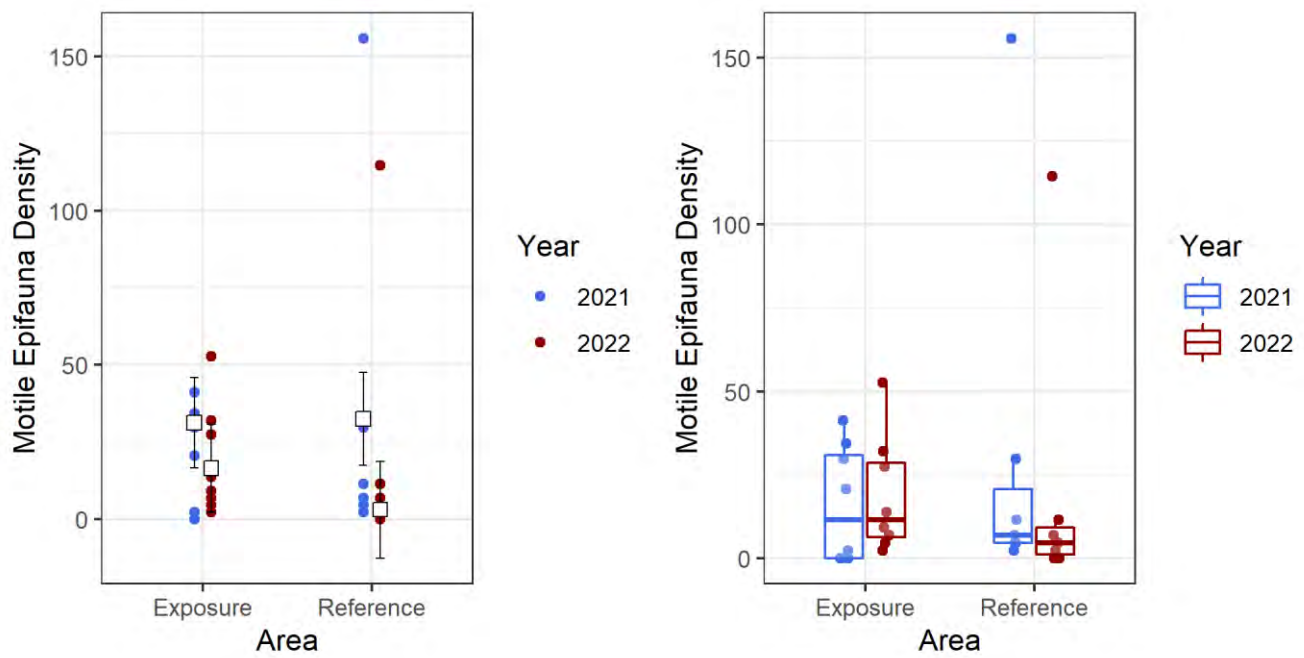 Motile Epifauna Density
150
100
50
0
Exposure
Reference
Area
Year
2021
2022
Motile Epifauna Density
150
100
50
0
Exposure
Reference
Area
Year
2021
2022